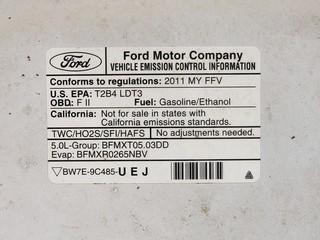 Ford
Ford Motor Company
VEHICLE EMISSION CONTROL INFORMATION
Conforms to regulations: 2011 MY FFV
U.S. EPA: T2B4 LDT3
OBD: F II Fuel: Gasoline/Ethanol
California: Not for sale in states with
California emissions standards.
TWC/HO2S/SFI/HAFS No adjustments needed.
5.0L-Group: BFMXT05.03DD
Evap: BFMXR0265NBV
BW7E-9C485-UEJ